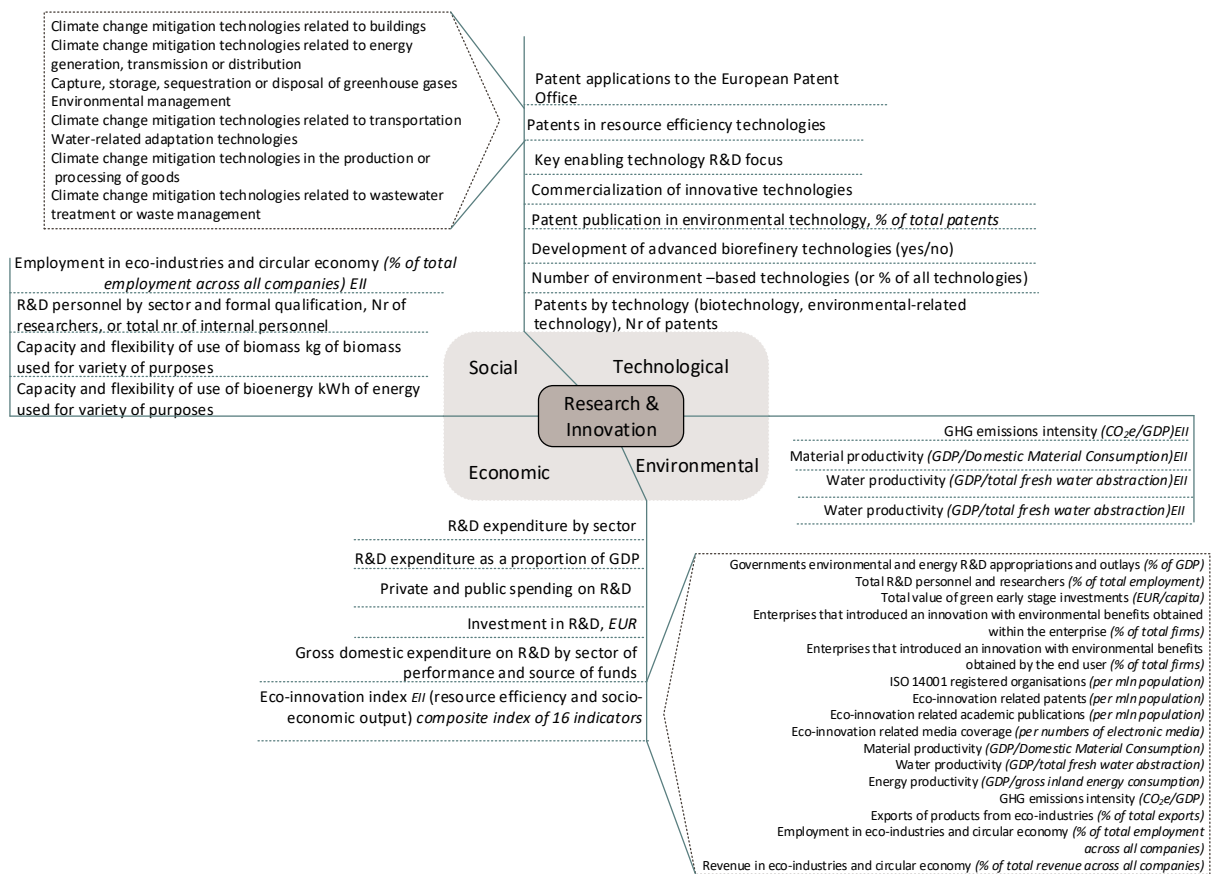 Climate change mitigation technologies related to buildings
Climate change mitigation technologies related to energy
generation, transmission or distribution
Capture, storage, sequestration or disposal of greenhouse gases
Environmental management
Climate change mitigation technologies related to transportation
Water-related adaptation technologies
Climate change mitigation technologies in the production or
processing of goods
Climate change mitigation technologies related to wastewater
treatment or waste management
Patent applications to the European Patent
Office
Patents in resource efficiency technologies
Key enabling technology R&D focus
Commercialization of innovative technologies
Patent publication in environmental technology, % of total patents
Development of advanced biorefinery technologies (yes/no)
Number of environment –based technologies (or % of all technologies)
Patents by technology (biotechnology, environmental-related
technology), Nr of patents
Employment in eco-industries and circular economy (% of total
employment across all companies) EII
R&D personnel by sector and formal qualification, Nr of
researchers, or total nr of internal personnel
Capacity and flexibility of use of biomass kg of biomass
used for variety of purposes
Capacity and flexibility of use of bioenergy kWh of energy
used for variety of purposes
Social
Technological
Research &
Innovation
Economic
Environmental
GHG emissions intensity (CO₂e/GDP)EII
Material productivity (GDP/Domestic Material Consumption)EII
Water productivity (GDP/total fresh water abstraction)EII
Water productivity (GDP/total fresh water abstraction)EII
R&D expenditure by sector
R&D expenditure as a proportion of GDP
Private and public spending on R&D
Investment in R&D, EUR
Gross domestic expenditure on R&D by sector of
performance and source of funds
Eco-innovation index EII (resource efficiency and socio-
economic output) composite index of 16 indicators
Governments environmental and energy R&D appropriations and outlays (% of GDP)
Total R&D personnel and researchers (% of total employment)
Total value of green early stage investments (EUR/capita)
Enterprises that introduced an innovation with environmental benefits obtained
within the enterprise (% of total firms)
Enterprises that introduced an innovation with environmental benefits
obtained by the end user (% of total firms)
ISO 14001 registered organisations (per mln population)
Eco-innovation related patents (per mln population)
Eco-innovation related academic publications (per mln population)
Eco-innovation related media coverage (per numbers of electronic media)
Material productivity (GDP/Domestic Material Consumption)
Water productivity (GDP/total fresh water abstraction)
Energy productivity (GDP/gross inland energy consumption)
GHG emissions intensity (CO₂e/GDP)
Exports of products from eco-industries (% of total exports)
Employment in eco-industries and circular economy (% of total employment
across all companies)
Revenue in eco-industries and circular economy (% of total revenue across all companies)